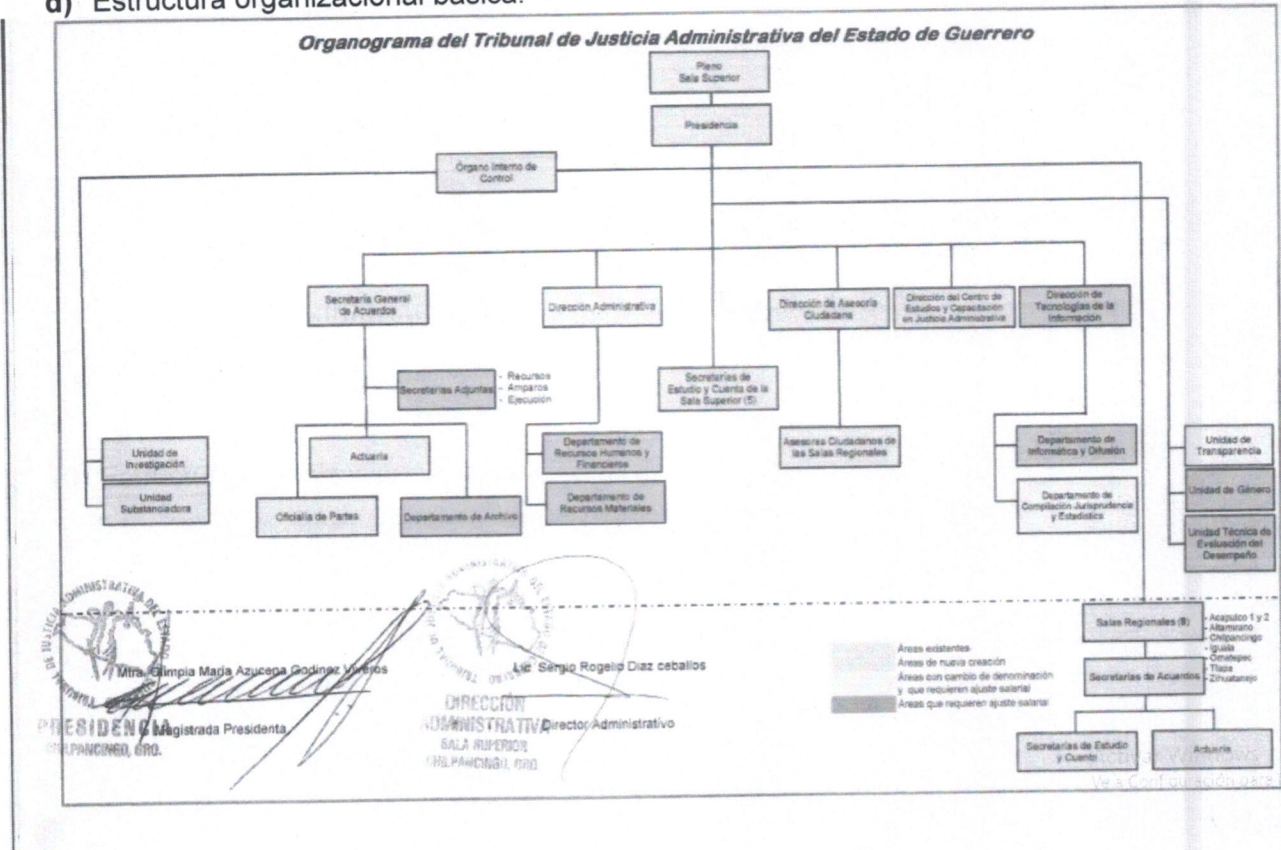 d) Estructura organizacional básica.
Organograma del Tribunal de Justicia Administrativa del Estado de Guerrero
Pleno
Sala Superior
Presidencia
Órgano Interno de
Control
Secretaría General
de Acuerdos
Dirección Administrativa
Dirección de Asesoría
Ciudadana
Dirección del Centro de
Estudios y Capacitación
en Justicia Administrativa
Dirección de
Tecnologías de la
Información
Secretarías Adjuntas
- Recursos
- Amparos
- Ejecución
Secretarías de
Estudio y Cuenta de la
Sala Superior (5)
Unidad de
Investigación
Actuaría
Departamento de
Recursos Humanos y
Financieros
Asesores Ciudadanos de
las Salas Regionales
Departamento de
Informática y Difusión
Unidad de
Transparencia
Unidad
Substanciadora
Oficialía de Partes
Departamento de Archivo
Departamento de
Recursos Materiales
Departamento de
Compilación Jurisprudencia
y Estadística
Unidad de Género
Unidad Técnica de
Evaluación del
Desempeño
Salas Regionales (8)
- Acapulco 1 y 2
- Altamirano
- Chilpancingo
- Iguala
- Ometepec
- Tlapa
- Zihuatanejo
Secretarías de Acuerdos
Secretarías de Estudio
y Cuenta
Actuaría
Áreas existentes
Áreas de nueva creación
Áreas con cambio de denominación
y que requieren ajuste salarial
Áreas que requieren ajuste salarial
Mtra. Olimpia María Azucena Godínez Viveros
Magistrada Presidenta
PRESIDENCIA
CHILPANCINGO, GRO.
Lic. Sergio Rogelio Díaz ceballos
Director Administrativo
DIRECCIÓN
ADMINISTRATIVA
SALA SUPERIOR
CHILPANCINGO, GRO.
Ve a Configuración para